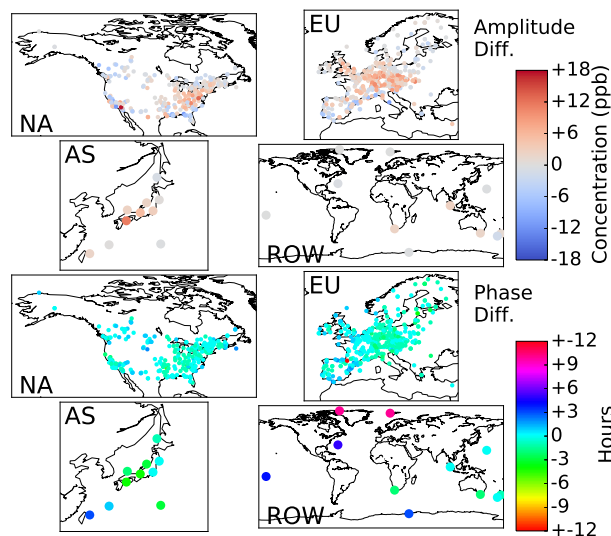 NA
EU
Amplitude
Diff.
+18
+12
+6
0
-6
-12
-18
Concentration (ppb)
AS
ROW
NA
EU
Phase
Diff.
+-12
+9
+6
+3
0
-3
-6
-9
-12
Hours
AS
ROW